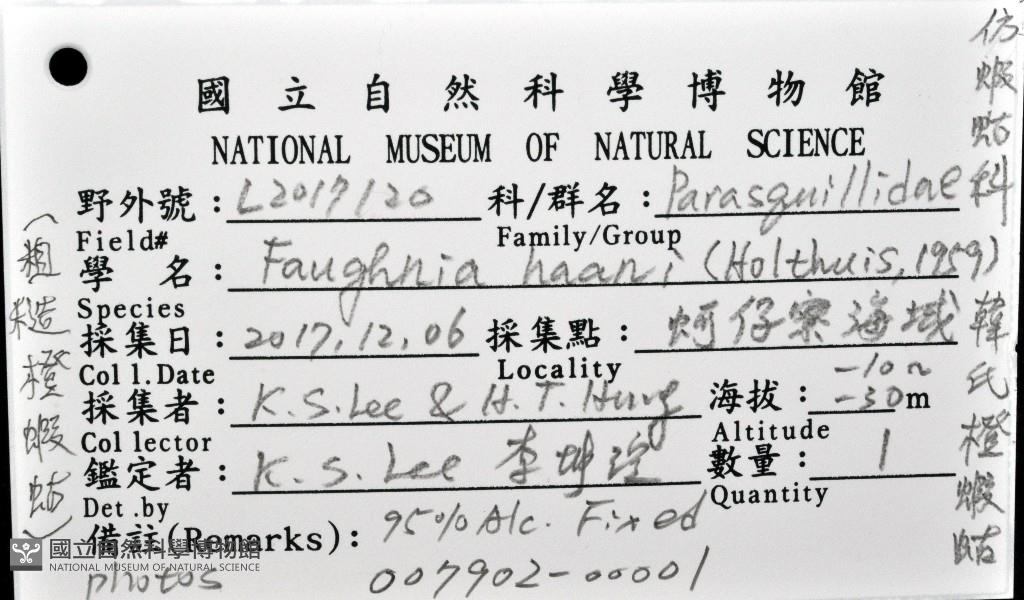 國立自然科學博物館
NATIONAL MUSEUM OF NATURAL SCIENCE
野外號: L2017120 科/群名: Parasquillidae
Field# Family/Group
學 名: Faughnia haani (Holthuis, 1959)
Species
採集日: 2017.12.06 採集點: 蚵仔寮海域
Coll.Date Locality
採集者: K.S.Lee & H.T.Hung 海拔: -10~-30m
Collector Altitude
鑑定者: K.S.Lee 李坤瑄 數量: 1
Det.by Quantity
備註(Remarks): 95% Alc. Fixed
photos 007902-00001
仿蝦蛄科
韓氏橙蝦蛄
(粗糙橙蝦蛄)
國立自然科學博物館
NATIONAL MUSEUM OF NATURAL SCIENCE